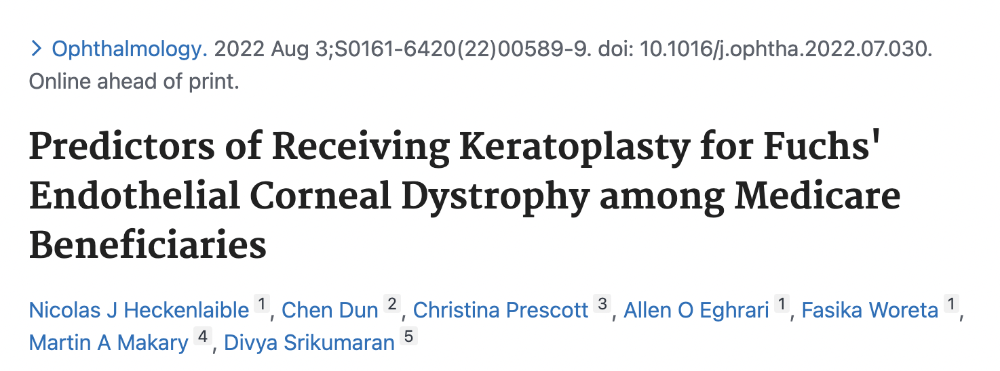 > Ophthalmology. 2022 Aug 3;S0161-6420(22)00589-9. doi: 10.1016/j.ophtha.2022.07.030.
Online ahead of print.
Predictors of Receiving Keratoplasty for Fuchs'
Endothelial Corneal Dystrophy among Medicare
Beneficiaries
Nicolas J Heckenlaible 1, Chen Dun 2, Christina Prescott 3, Allen O Eghrari 1, Fasika Woreta 1,
Martin A Makary 4, Divya Srikumaran 5